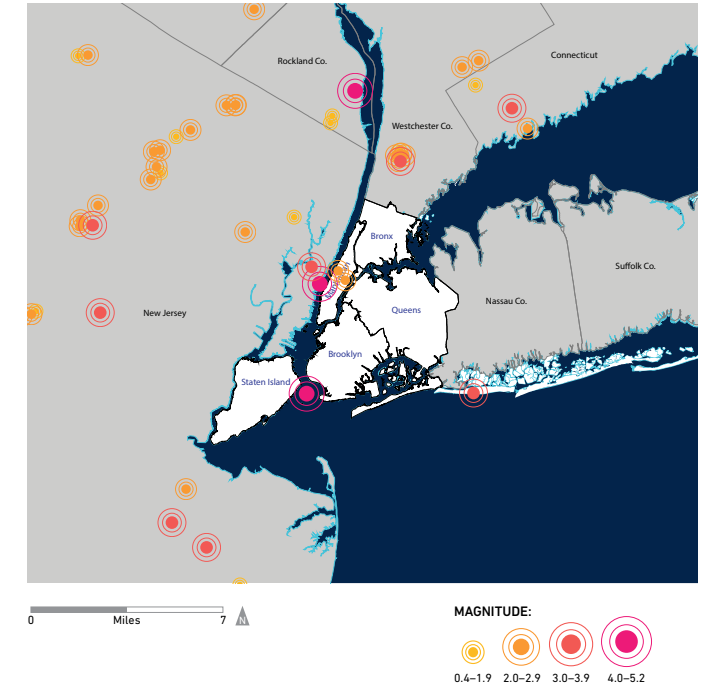 Rockland Co.
Connecticut
Westchester Co.
Bronx
Suffolk Co.
Nassau Co.
New Jersey
Queens
Brooklyn
Staten Island
0 Miles 7 N
MAGNITUDE:
0.4–1.9 2.0–2.9 3.0–3.9 4.0–5.2